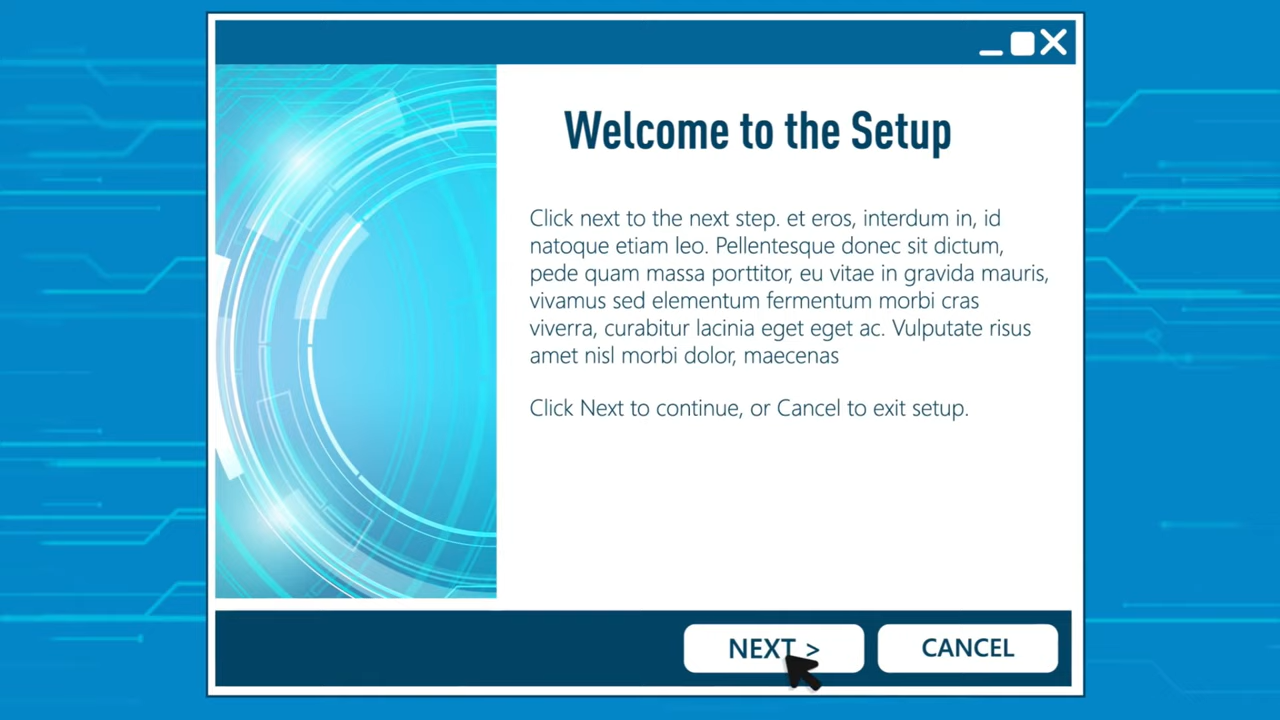 Welcome to the Setup
Click next to the next step. et eros, interdum in, id
natoque etiam leo. Pellentesque donec sit dictum,
pede quam massa porttitor, eu vitae in gravida mauris,
vivamus sed elementum fermentum morbi cras
viverra, curabitur lacinia eget eget ac. Vulputate risus
amet nisl morbi dolor, maecenas
Click Next to continue, or Cancel to exit setup.
NEXT >
CANCEL